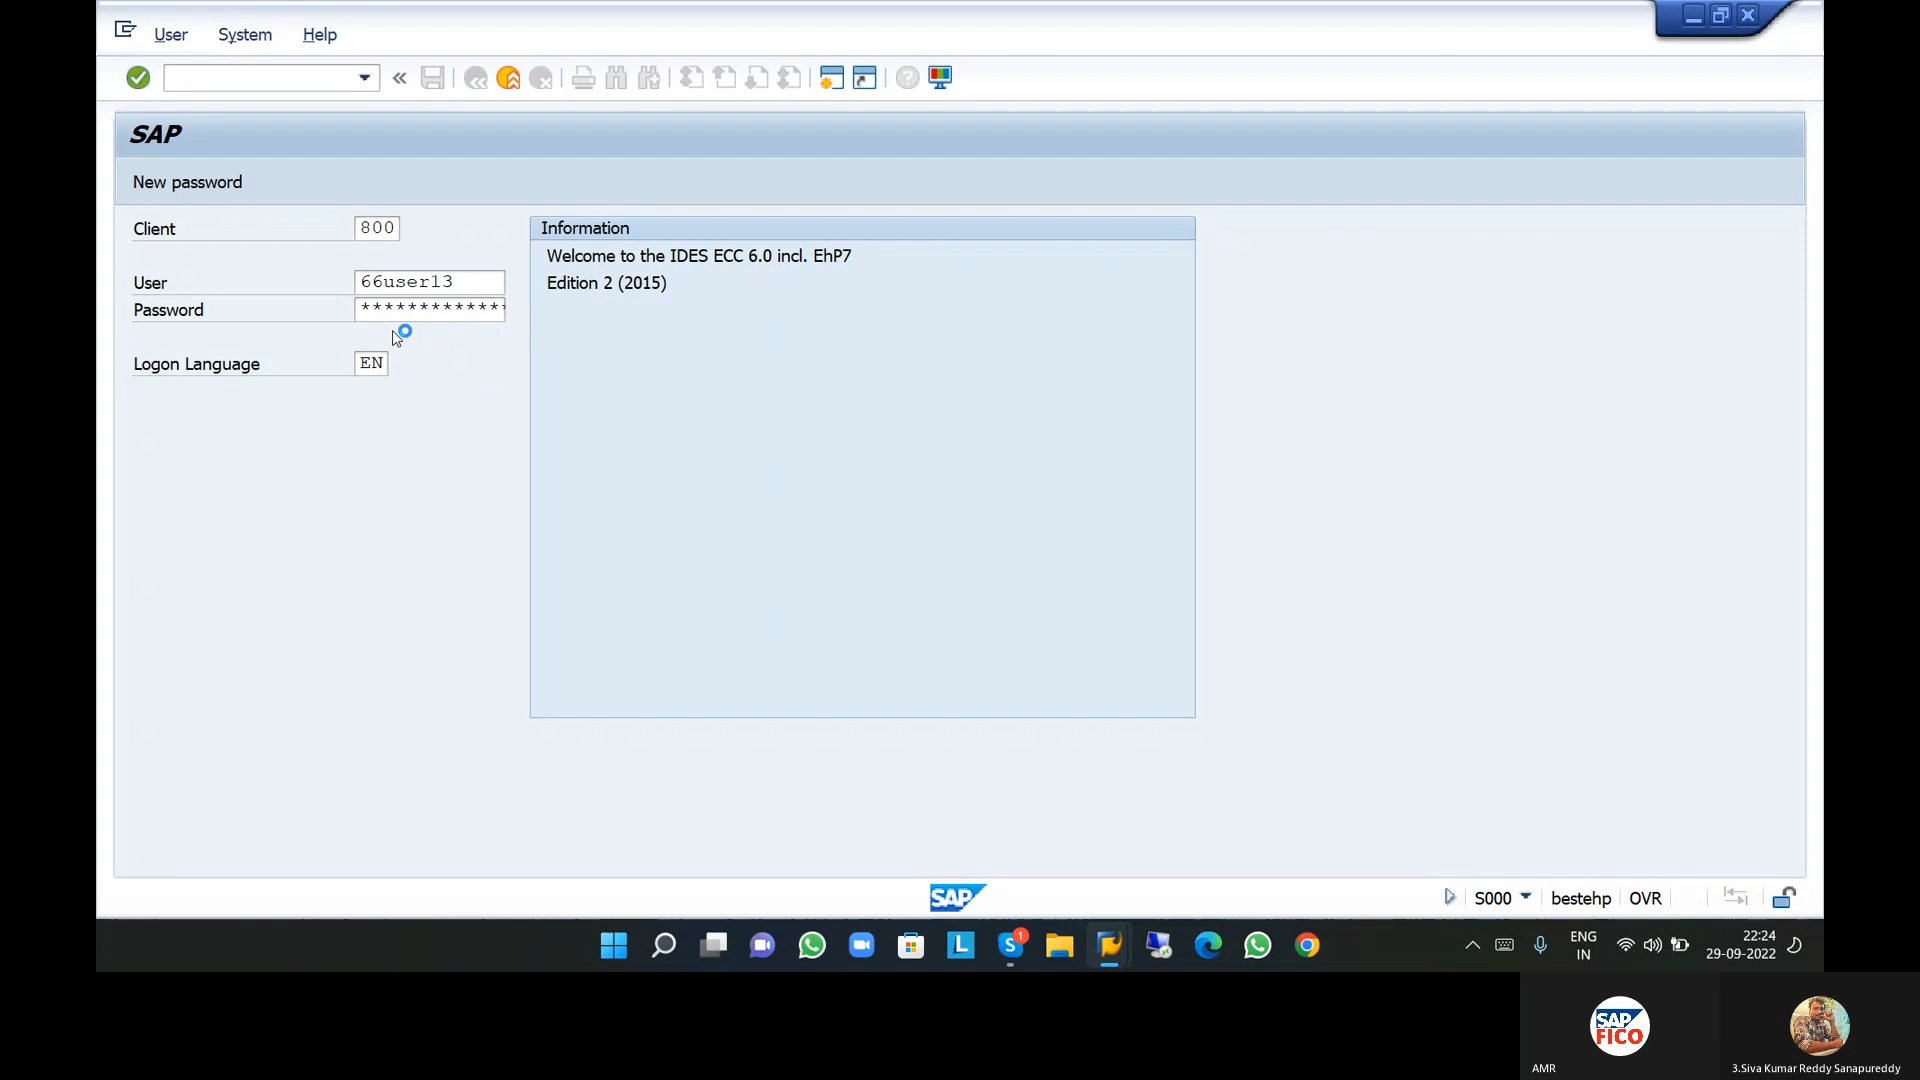 User System Help
SAP
New password
Client 800
User 66user13
Password *************
Logon Language EN
Information
Welcome to the IDES ECC 6.0 incl. EhP7
Edition 2 (2015)
SAP
S000 bestehp OVR
L S 1
ENG
IN
22:24
29-09-2022
SAP
FICO
AMR
3.Siva Kumar Reddy Sanapureddy